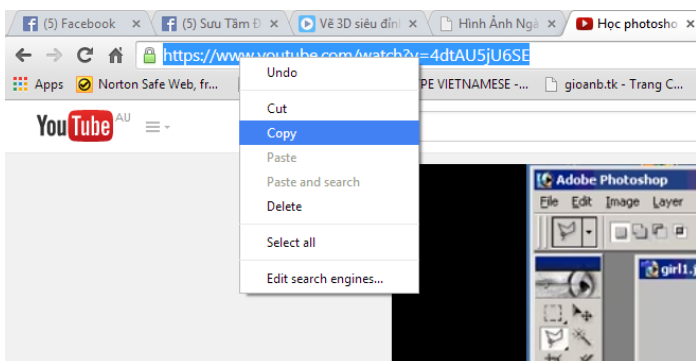 (5) Facebook (5) Sưu Tầm Đ Vẽ 3D siêu đỉnl Hình Ảnh Ngà Học photosho
https://www.youtube.com/watch?v=4dtAU5jU6SE
Apps Norton Safe Web, fr... PE VIETNAMESE -... gioanb.tk - Trang C...
YouTube AU
Undo
Cut
Copy
Paste
Paste and search
Delete
Select all
Edit search engines...
Adobe Photoshop
File Edit Image Layer
girl1.j